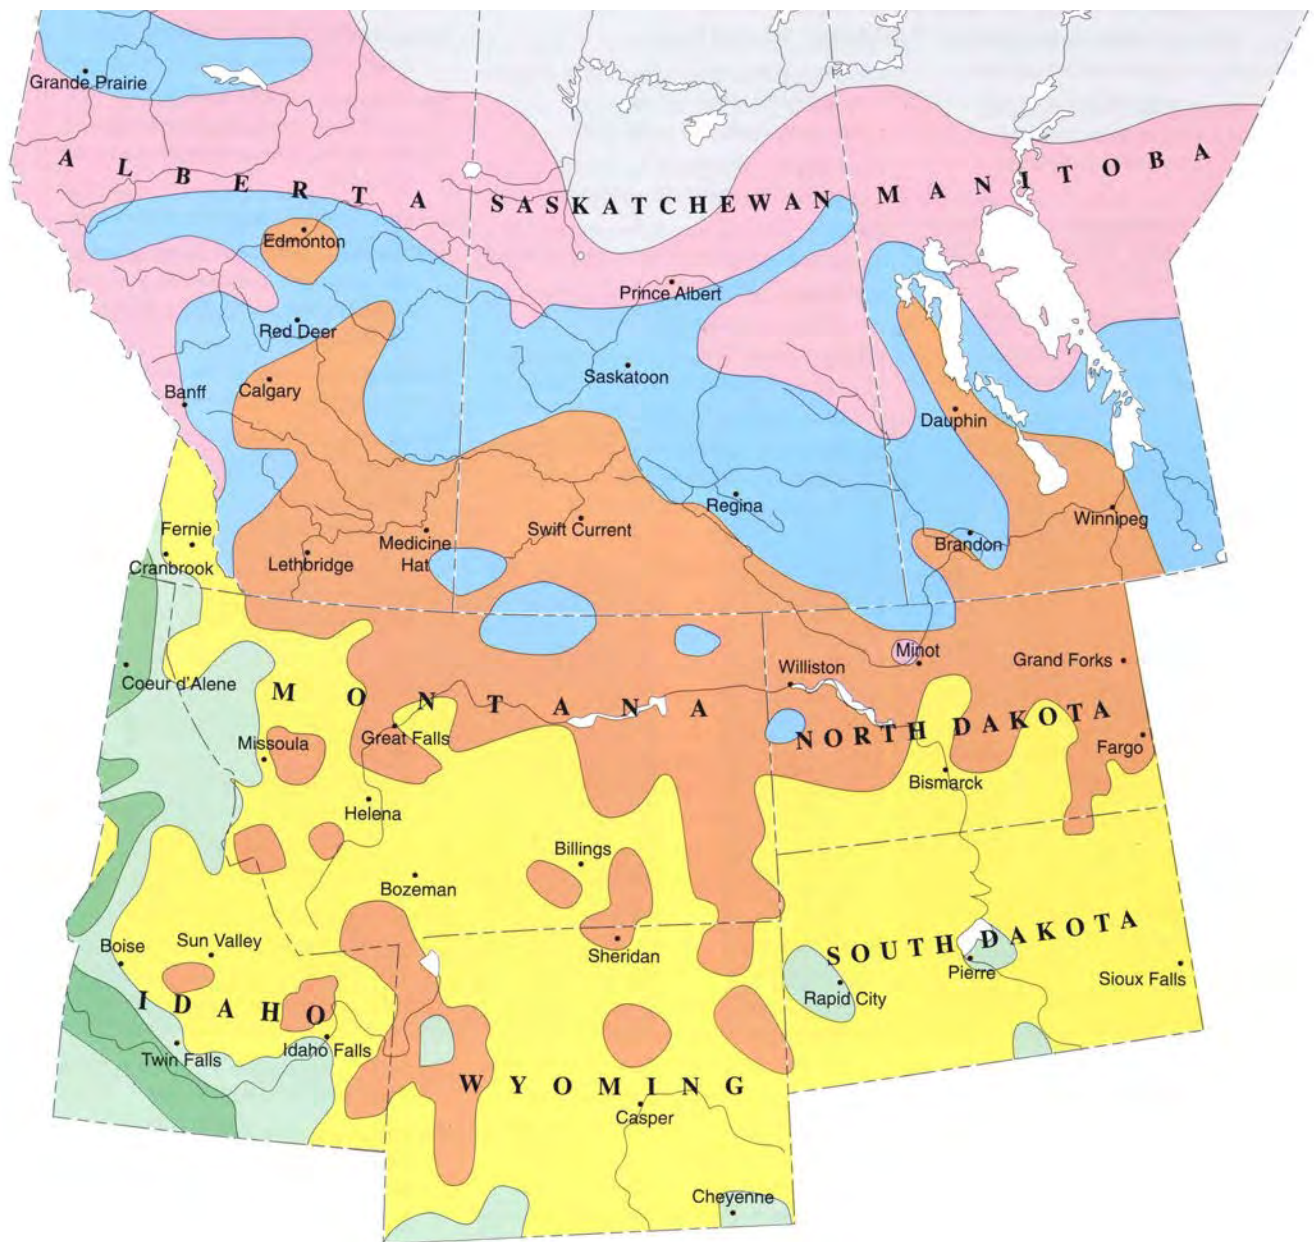 Grande Prairie
ALBERTA
SASKATCHEWAN
MANITOBA
Edmonton
Prince Albert
Red Deer
Saskatoon
Banff
Calgary
Dauphin
Regina
Winnipeg
Fernie
Swift Current
Medicine
Hat
Brandon
Cranbrook
Lethbridge
Minot
Grand Forks
Williston
Coeur d'Alene
MONTANA
NORTH DAKOTA
Great Falls
Missoula
Fargo
Bismarck
Helena
Billings
Bozeman
SOUTH DAKOTA
Boise
Sun Valley
Sheridan
Pierre
Sioux Falls
Rapid City
IDAHO
Twin Falls
Idaho Falls
WYOMING
Casper
Cheyenne